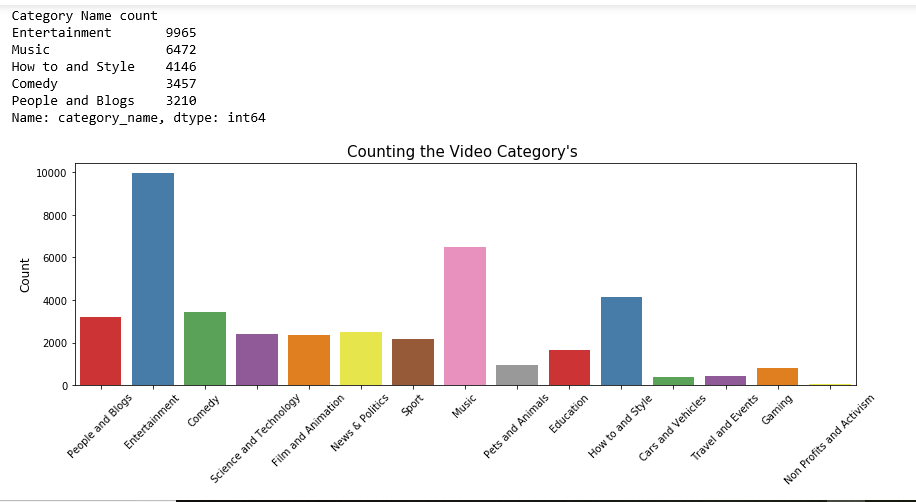 Category Name count
Entertainment 9965
Music 6472
How to and Style 4146
Comedy 3457
People and Blogs 3210
Name: category_name, dtype: int64
Counting the Video Category's
10000
8000
6000
4000
2000
0
Count
People and Blogs
Entertainment
Comedy
Science and Technology
Film and Animation
News & Politics
Sport
Music
Pets and Animals
Education
How to and Style
Cars and Vehicles
Travel and Events
Gaming
Non Profits and Activism